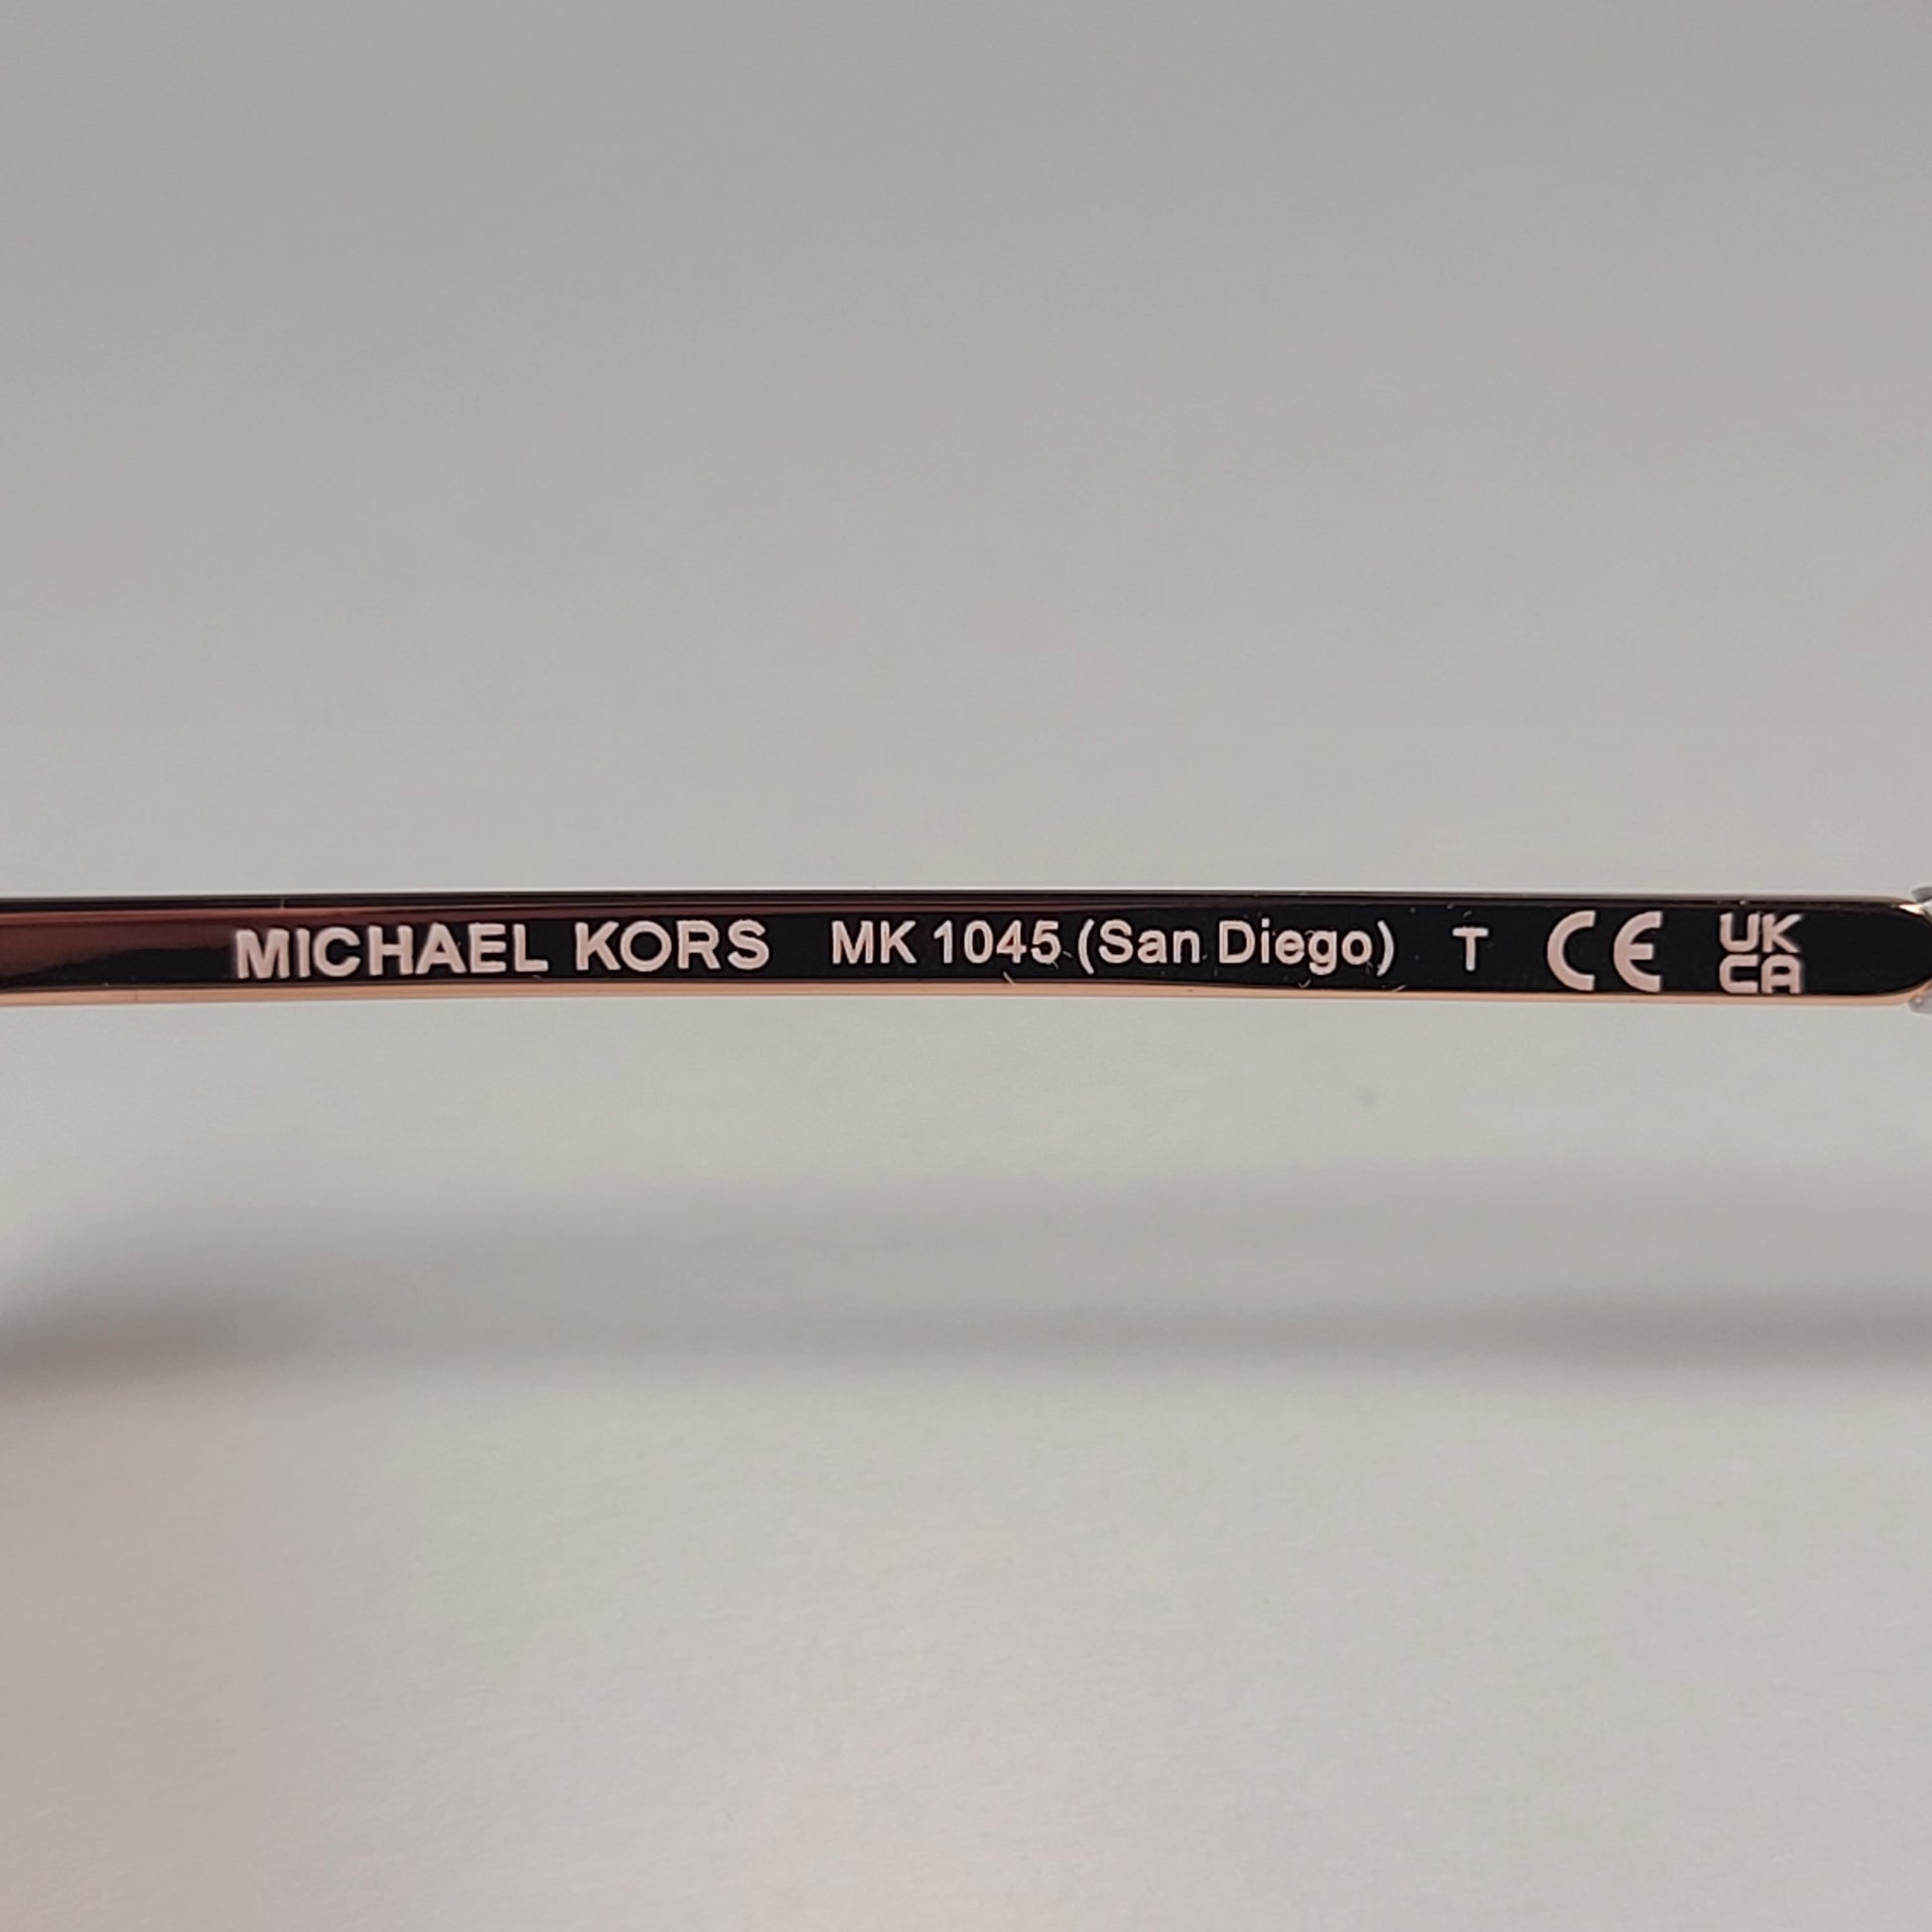 MICHAEL KORS MK 1045 (San Diego) T CE UK
CA